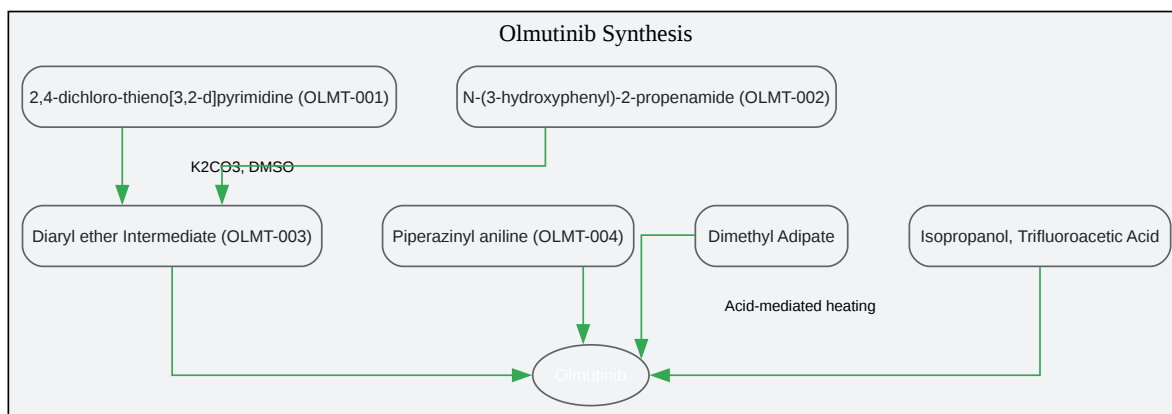 Olmutinib Synthesis
2,4-dichloro-thieno[3,2-d]pyrimidine (OLMT-001)
N-(3-hydroxyphenyl)-2-propenamide (OLMT-002)
K2CO3, DMSO
Diaryl ether Intermediate (OLMT-003)
Piperazinyl aniline (OLMT-004)
Dimethyl Adipate
Isopropanol, Trifluoroacetic Acid
Acid-mediated heating
Olmutinib